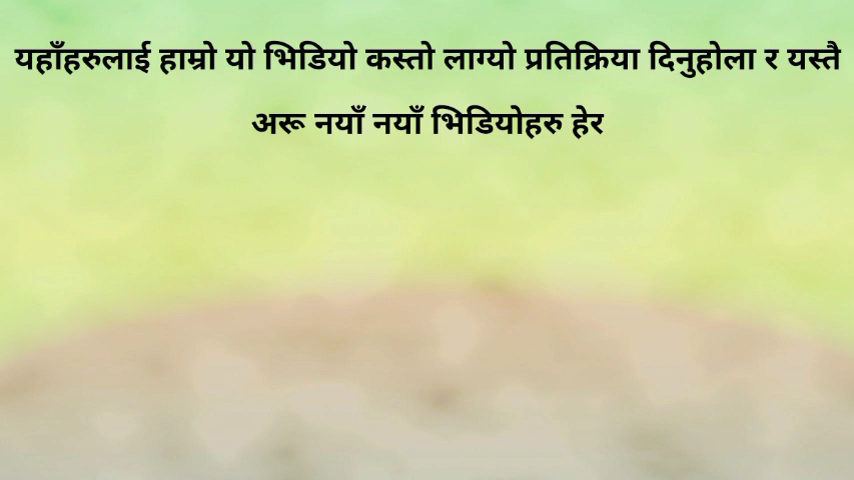 यहाँहरुलाई हाम्रो यो भिडियो कस्तो लाग्यो प्रतिक्रिया दिनुहोला र यस्तै
अरू नयाँ नयाँ भिडियोहरु हेर